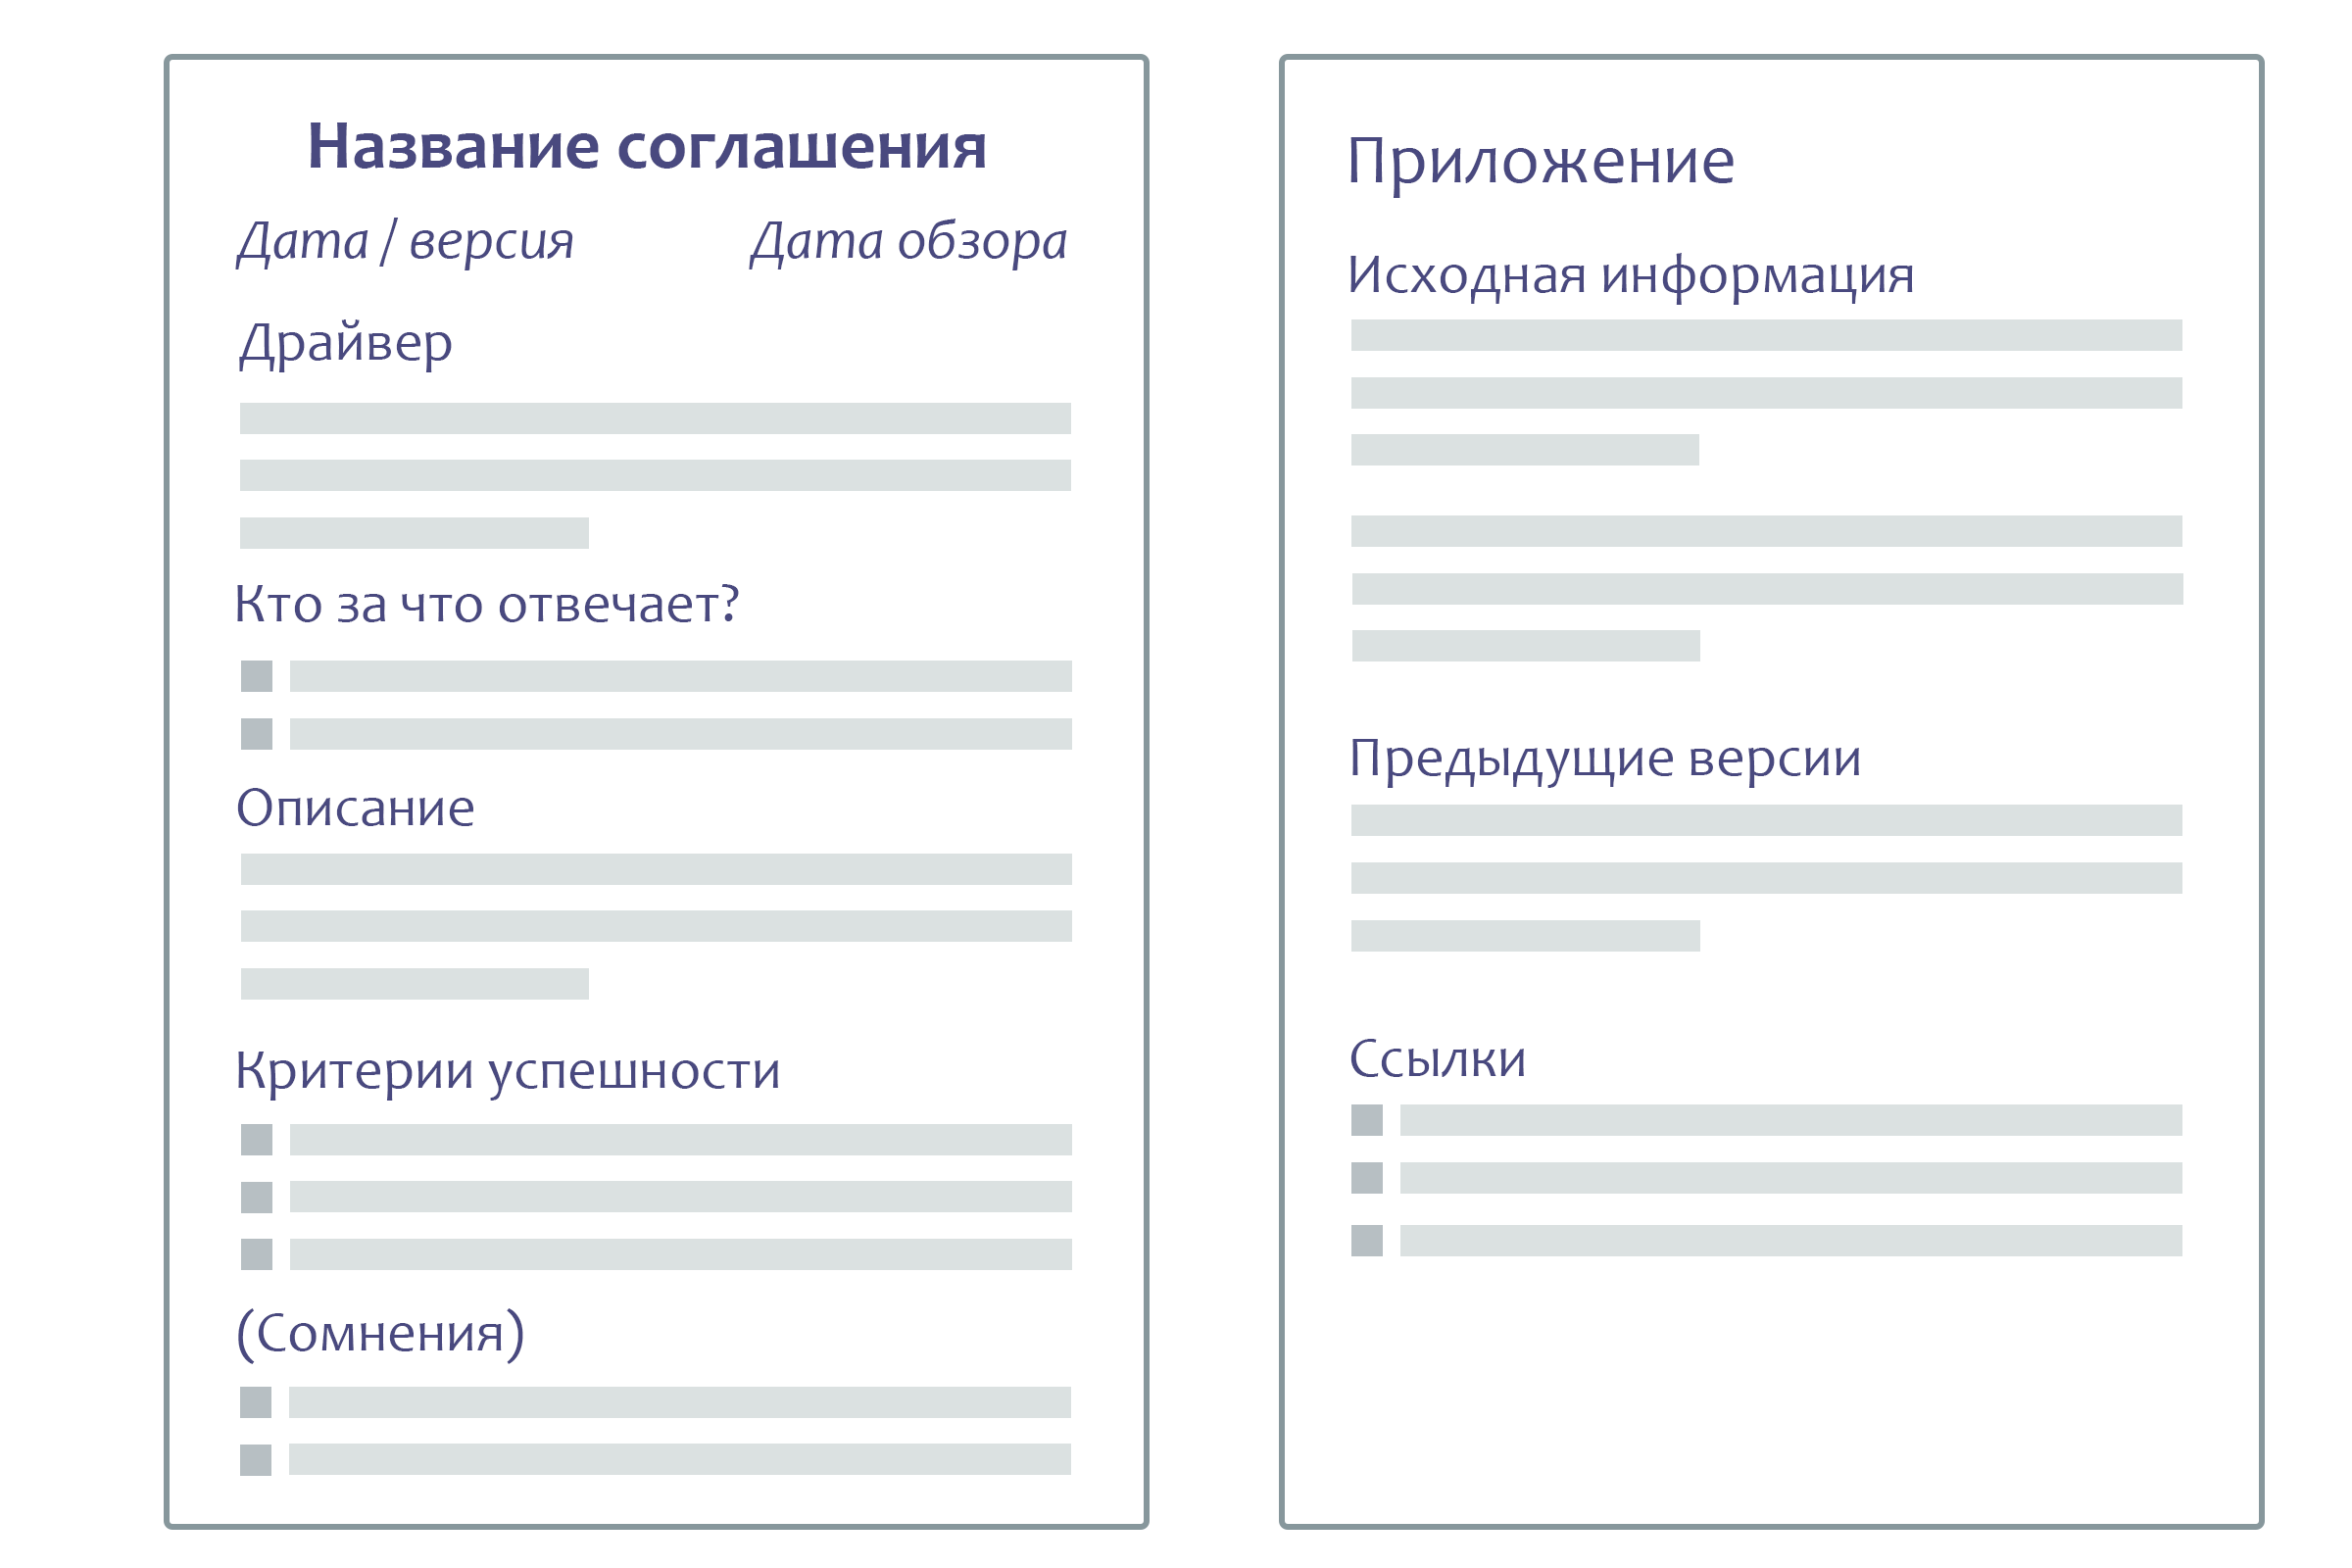 Название соглашения
Дата / версия
Дата обзора
Драйвер
Кто за что отвечает?
Описание
Критерии успешности
(Сомнения)
Приложение
Исходная информация
Предыдущие версии
Ссылки